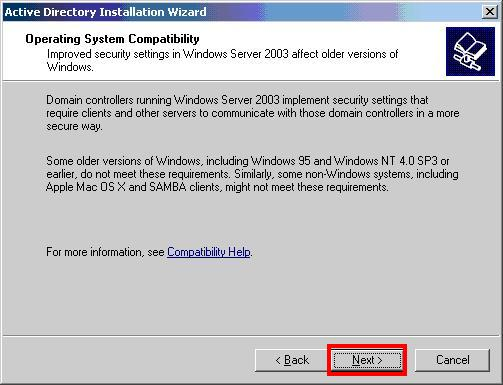 Active Directory Installation Wizard
Operating System Compatibility
Improved security settings in Windows Server 2003 affect older versions of
Windows.
Domain controllers running Windows Server 2003 implement security settings that
require clients and other servers to communicate with those domain controllers in a more
secure way.
Some older versions of Windows, including Windows 95 and Windows NT 4.0 SP3 or
earlier, do not meet these requirements. Similarly, some non-Windows systems, including
Apple Mac OS X and SAMBA clients, might not meet these requirements.
For more information, see Compatibility Help.
< Back
Next >
Cancel